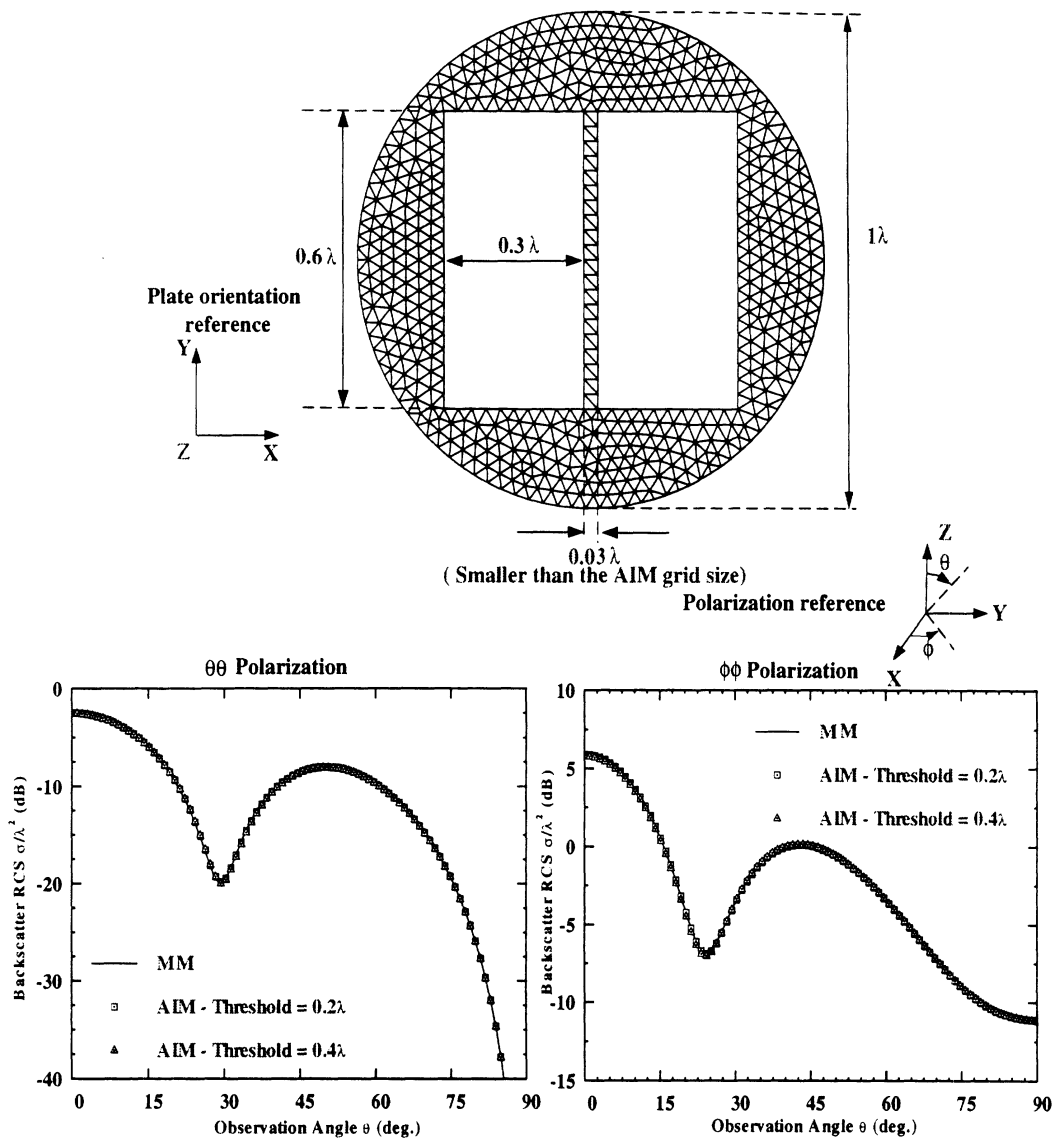 0.6 λ
0.3 λ
1λ
Plate orientation
reference
Y
Z
X
0.03 λ
( Smaller than the AIM grid size)
Polarization reference
Z
θ
Y
ϕ
X
θθ Polarization
0
-10
-20
-30
-40
Backscatter RCS σ/λ² (dB)
MM
AIM - Threshold = 0.2λ
AIM - Threshold = 0.4λ
0 15 30 45 60 75 90
Observation Angle θ (deg.)
ϕϕ Polarization
10
5
0
-5
-10
-15
Backscatter RCS σ/λ² (dB)
MM
AIM - Threshold = 0.2λ
AIM - Threshold = 0.4λ
0 15 30 45 60 75 90
Observation Angle θ (deg.)